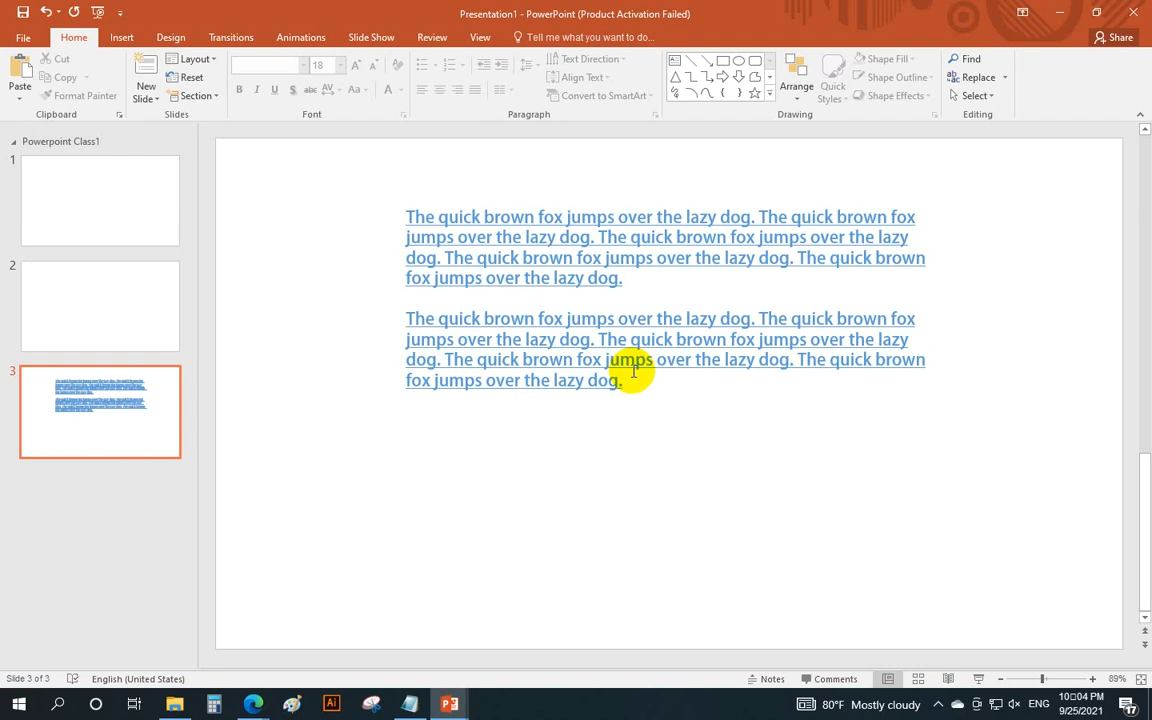 Presentation1 - PowerPoint (Product Activation Failed)
File Home Insert Design Transitions Animations Slide Show Review View Tell me what you want to do... Share
Paste Cut Copy Format Painter Clipboard
New Slide Layout Reset Section Slides
18 B I U S abc AV Aa A Font
Text Direction Align Text Convert to SmartArt Paragraph
Arrange Quick Styles Shape Fill Shape Outline Shape Effects Drawing
Find Replace Select Editing
Powerpoint Class1
1
2
3
The quick brown fox jumps over the lazy dog. The quick brown fox
jumps over the lazy dog. The quick brown fox jumps over the lazy
dog. The quick brown fox jumps over the lazy dog. The quick brown
fox jumps over the lazy dog.
The quick brown fox jumps over the lazy dog. The quick brown fox
jumps over the lazy dog. The quick brown fox jumps over the lazy
dog. The quick brown fox jumps over the lazy dog. The quick brown
fox jumps over the lazy dog.
Slide 3 of 3 English (United States) Notes Comments 89%
80°F Mostly cloudy ENG 10:04 PM
9/25/2021 17